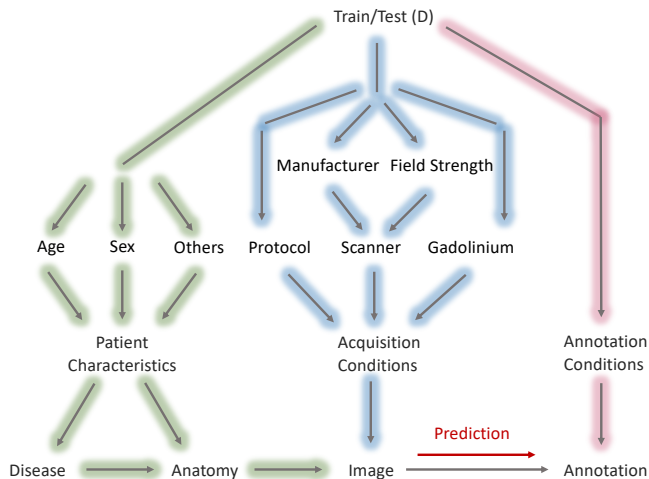 Train/Test (D)
Manufacturer Field Strength
Age Sex Others Protocol Scanner Gadolinium
Patient
Characteristics
Acquisition
Conditions
Annotation
Conditions
Prediction
Disease Anatomy Image Annotation